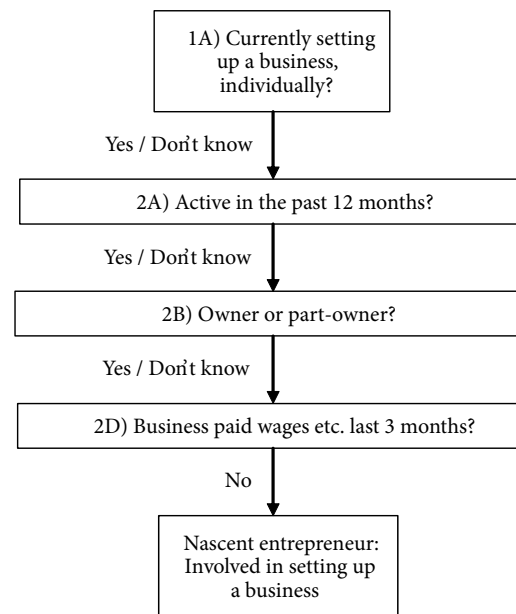 1A) Currently setting
up a business,
individually?
Yes / Don't know
2A) Active in the past 12 months?
Yes / Don't know
2B) Owner or part-owner?
Yes / Don't know
2D) Business paid wages etc. last 3 months?
No
Nascent entrepreneur:
Involved in setting up
a business